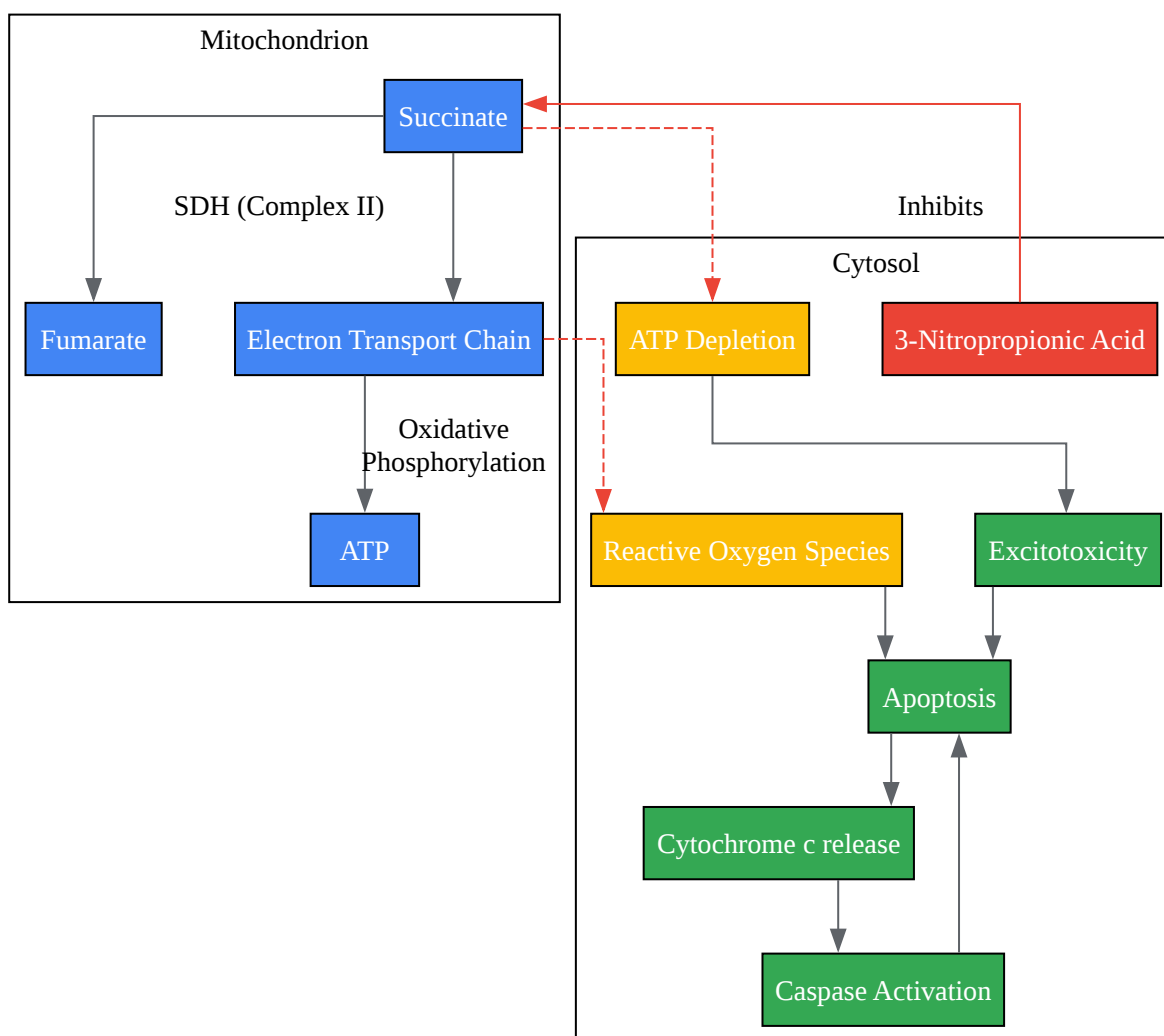 Mitochondrion
Succinate
SDH (Complex II)
Inhibits
Cytosol
Fumarate
Electron Transport Chain
ATP Depletion
3-Nitropropionic Acid
Oxidative
Phosphorylation
ATP
Reactive Oxygen Species
Excitotoxicity
Apoptosis
Cytochrome c release
Caspase Activation